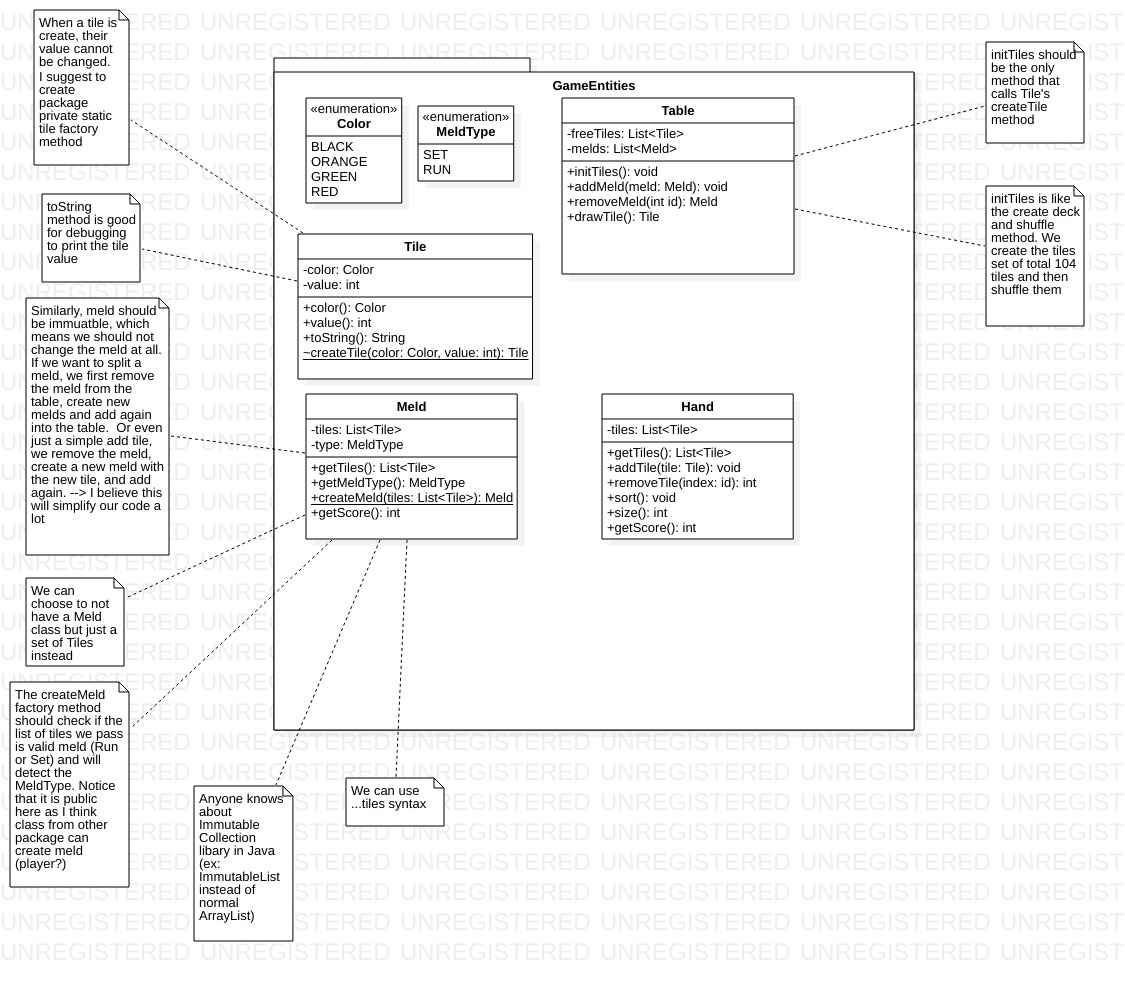 When a tile is
create, their
value cannot
be changed.
I suggest to
create
package
private static
tile factory
method
toString
method is good
for debugging
to print the tile
value
Similarly, meld should
be immuatble, which
means we should not
change the meld at all.
If we want to split a
meld, we first remove
the meld from the
table, create new
melds and add again
into the table.  Or even
just a simple add tile,
we remove the meld,
create a new meld with
the new tile, and add
again. --> I believe this
will simplify our code a
lot
We can
choose to not
have a Meld
class but just a
set of Tiles
instead
The createMeld
factory method
should check if the
list of tiles we pass
is valid meld (Run
or Set) and will
detect the
MeldType. Notice
that it is public
here as I think
class from other
package can
create meld
(player?)
GameEntities
«enumeration»
Color
BLACK
ORANGE
GREEN
RED
«enumeration»
MeldType
SET
RUN
Table
-freeTiles: List<Tile>
-melds: List<Meld>
+initTiles(): void
+addMeld(meld: Meld): void
+removeMeld(int id): Meld
+drawTile(): Tile
Tile
-color: Color
-value: int
+color(): Color
+value(): int
+toString(): String
~createTile(color: Color, value: int): Tile
Meld
-tiles: List<Tile>
-type: MeldType
+getTiles(): List<Tile>
+getMeldType(): MeldType
+createMeld(tiles: List<Tile>): Meld
+getScore(): int
Hand
-tiles: List<Tile>
+getTiles(): List<Tile>
+addTile(tile: Tile): void
+removeTile(index: id): int
+sort(): void
+size(): int
+getScore(): int
Anyone knows
about
Immutable
Collection
libary in Java
(ex:
ImmutableList
instead of
normal
ArrayList)
We can use
...tiles syntax
initTiles should
be the only
method that
calls Tile's
createTile
method
initTiles is like
the create deck
and shuffle
method. We
create the tiles
set of total 104
tiles and then
shuffle them
UNREGISTERED